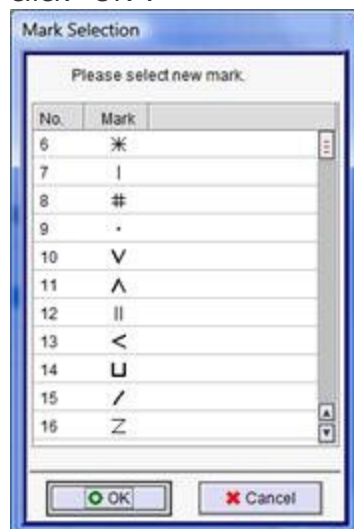 Mark Selection
Please select new mark.
No. Mark
6 ✳
7 |
8 #
9 ·
10 ∨
11 ∧
12 ||
13 <
14 ⊔
15 /
16 Z
OK Cancel